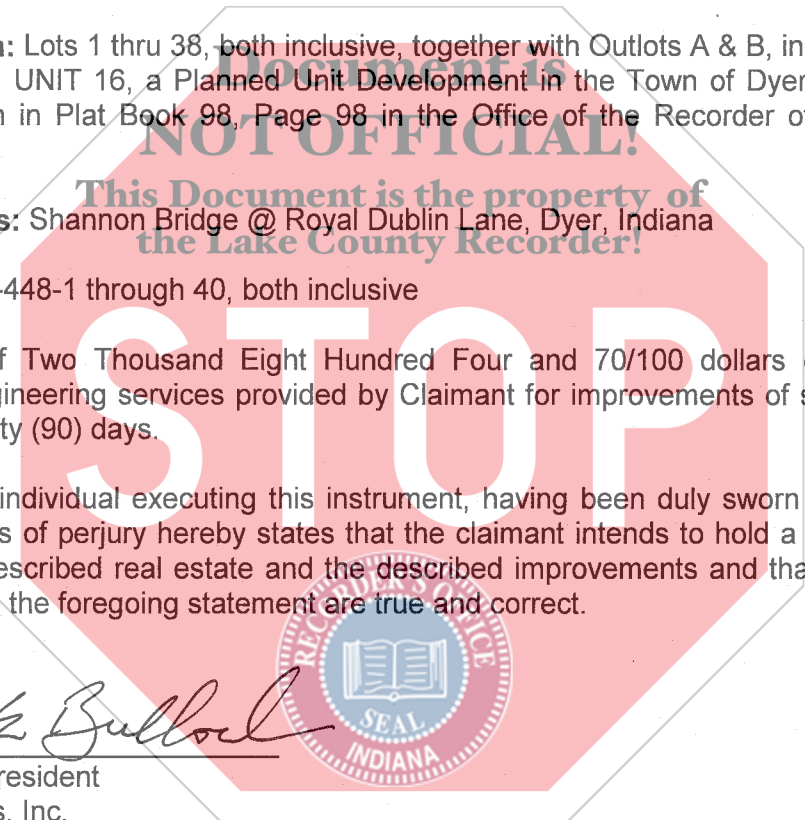 Lots 1 thru 38, both inclusive, together with Outlots A & B, in
Document is
UNIT 16, a Planned Unit Development in the Town of Dyer
in Plat Book 98, Page 98 in the Office of the Recorder of
NOT OFFICIAL!
This Document is the property of
Shannon Bridge @ Royal Dublin Lane, Dyer, Indiana
the Lake County Recorder!
-448-1 through 40, both inclusive
STOP
Two Thousand Eight Hundred Four and 70/100 dollars
services provided by Claimant for improvements of
(90) days.
individual executing this instrument, having been duly sworn
of perjury hereby states that the claimant intends to hold a
real estate and the described improvements and that
the foregoing statement are true and correct.
RECORDER'S OFFICE
SEAL
INDIANA
Bulloch
Inc.